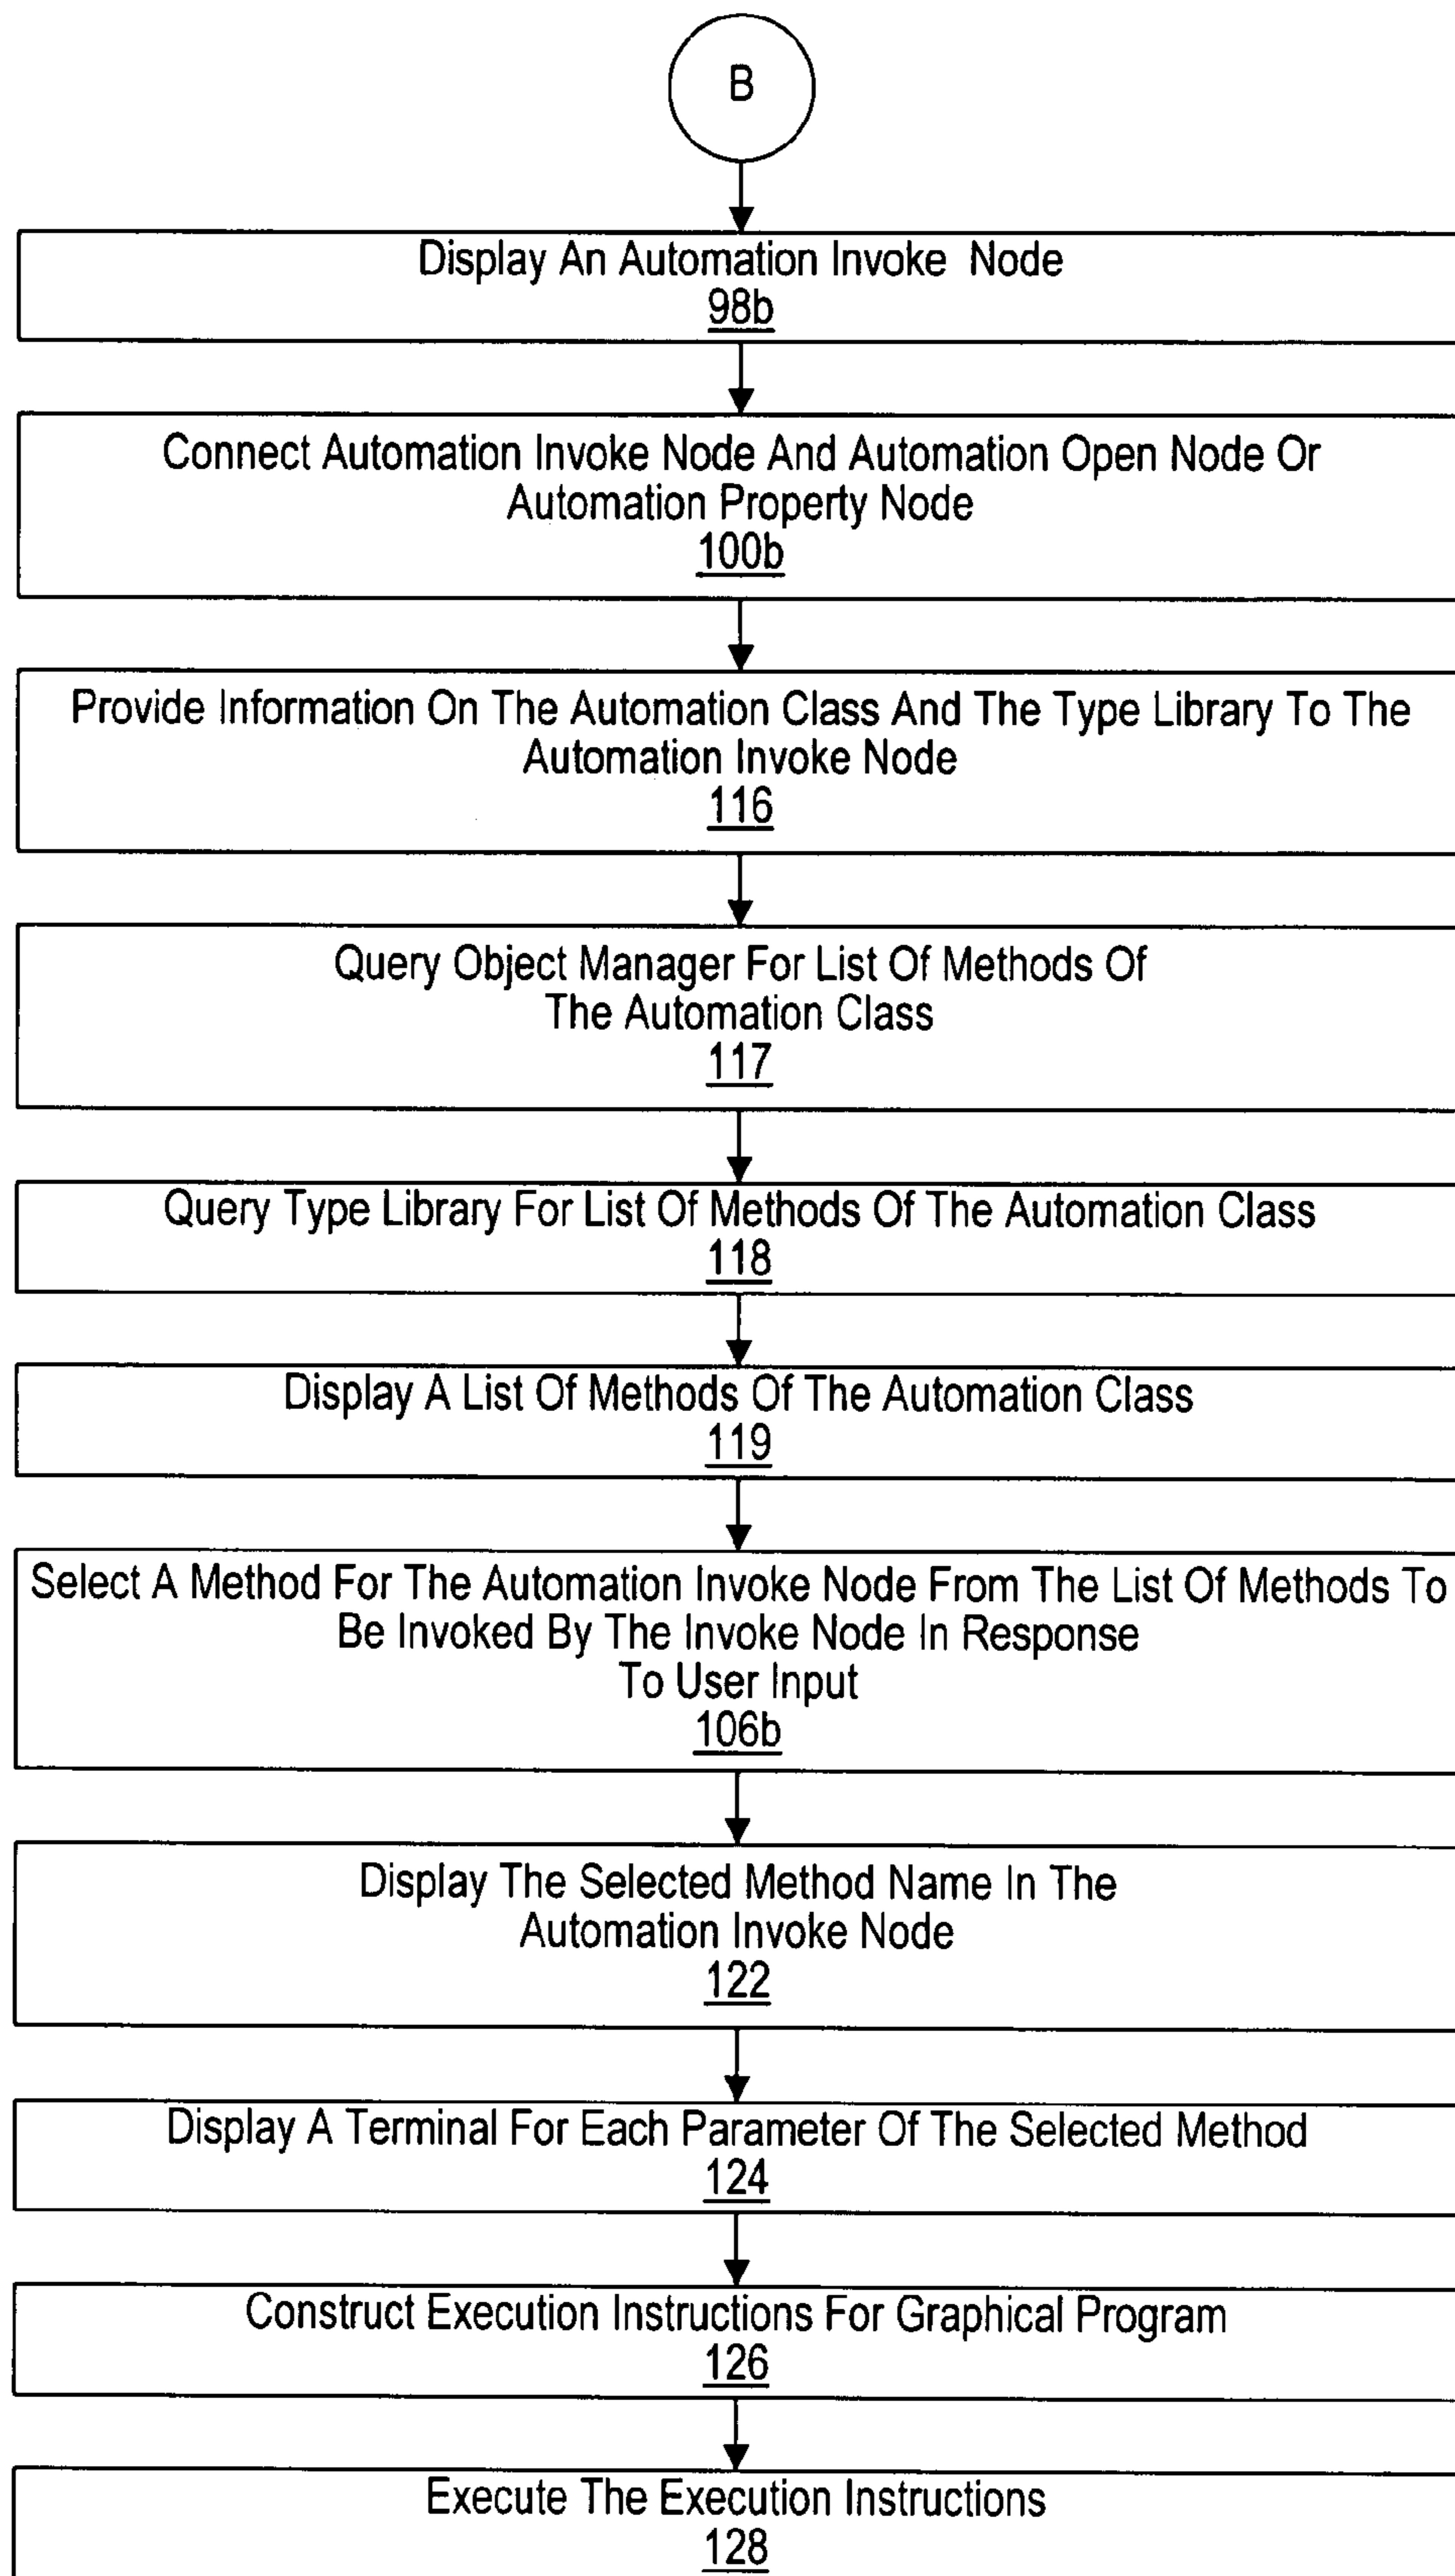 B
Display An Automation Invoke Node
98b
Connect Automation Invoke Node And Automation Open Node Or
Automation Property Node
100b
Provide Information On The Automation Class And The Type Library To The
Automation Invoke Node
116
Query Object Manager For List Of Methods Of
The Automation Class
117
Query Type Library For List Of Methods Of The Automation Class
118
Display A List Of Methods Of The Automation Class
119
Select A Method For The Automation Invoke Node From The List Of Methods To
Be Invoked By The Invoke Node In Response
To User Input
106b
Display The Selected Method Name In The
Automation Invoke Node
122
Display A Terminal For Each Parameter Of The Selected Method
124
Construct Execution Instructions For Graphical Program
126
Execute The Execution Instructions
128